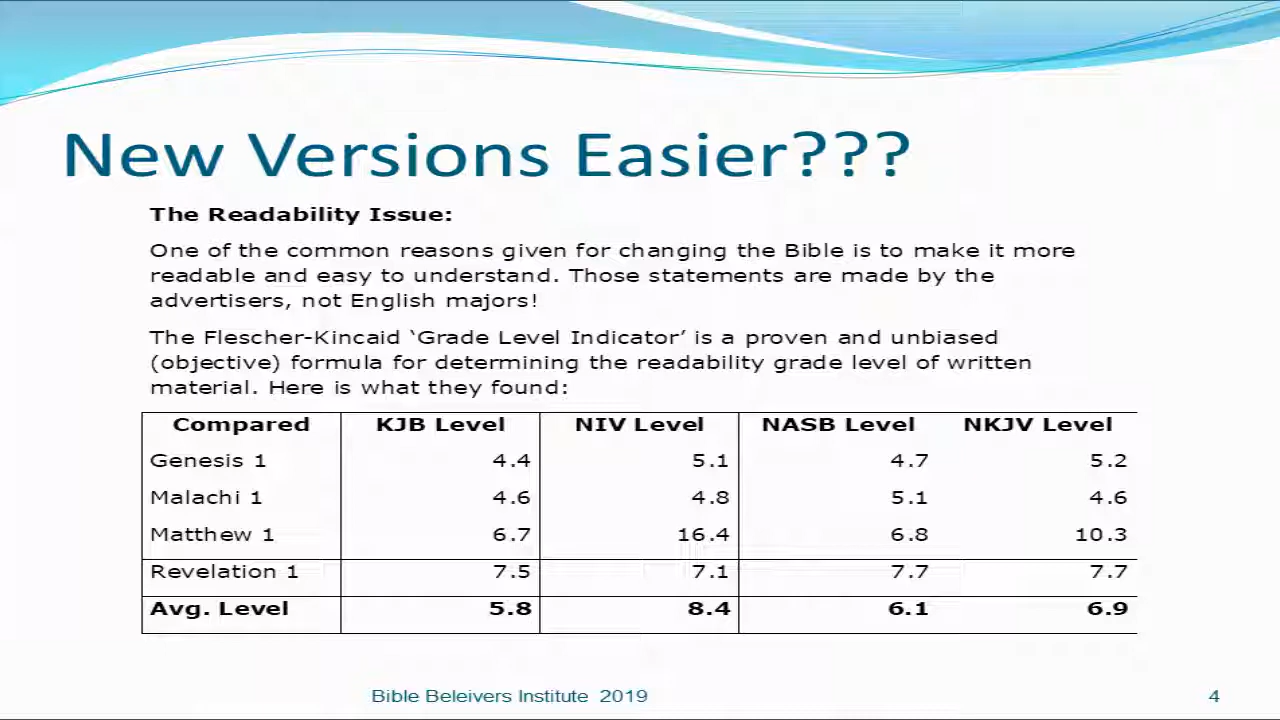 New Versions Easier???
The Readability Issue:
One of the common reasons given for changing the Bible is to make it more
readable and easy to understand. Those statements are made by the
advertisers, not English majors!
The Flescher-Kincaid ‘Grade Level Indicator’ is a proven and unbiased
(objective) formula for determining the readability grade level of written
material. Here is what they found:
Compared KJB Level NIV Level NASB Level NKJV Level
Genesis 1 4.4 5.1 4.7 5.2
Malachi 1 4.6 4.8 5.1 4.6
Matthew 1 6.7 16.4 6.8 10.3
Revelation 1 7.5 7.1 7.7 7.7
Avg. Level 5.8 8.4 6.1 6.9
Bible Beleivers Institute 2019 4